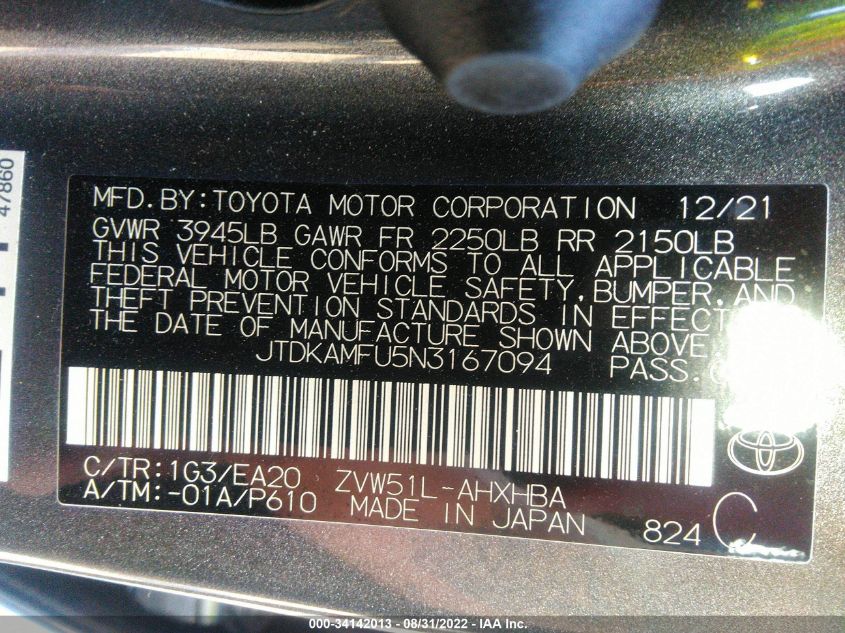 47860
MFD.BY:TOYOTA MOTOR CORPORATION 12/21
GVWR 3945LB GAWR FR 2250LB RR 2150LB
THIS VEHICLE CONFORMS TO ALL APPLICABLE
FEDERAL MOTOR VEHICLE SAFETY,BUMPER,AND
THEFT PREVENTION STANDARDS IN EFFECT
THE DATE OF MANUFACTURE SHOWN ABOVE
JTDKAMFU5N3167094 PASS.
C/TR:1G3/EA20 ZVW51L-AHXHBA
A/TM:-01A/P610 MADE IN JAPAN 824 C
000-34142013 - 08/31/2022 - IAA Inc.